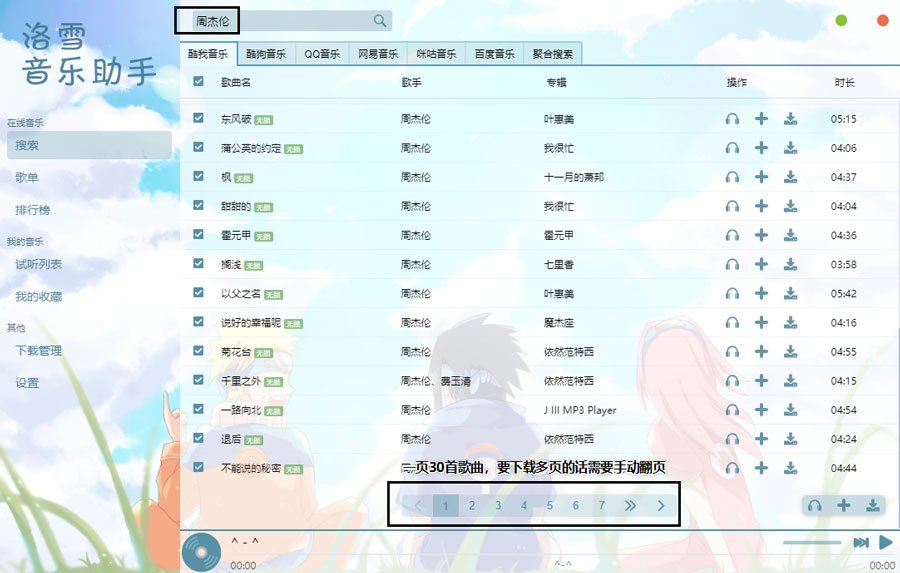 周杰伦
洛雪
音乐助手
酷我音乐 酷狗音乐 QQ音乐 网易音乐 咪咕音乐 百度音乐 聚合搜索
歌曲名 歌手 专辑 操作 时长
在线音乐
搜索
歌单
排行榜
我的音乐
试听列表
我的收藏
其他
下载管理
设置
东风破 无损 周杰伦 叶惠美 05:15
蒲公英的约定 无损 周杰伦 我很忙 04:06
枫 无损 周杰伦 十一月的萧邦 04:37
甜甜的 无损 周杰伦 我很忙 04:04
霍元甲 无损 周杰伦 霍元甲 04:36
搁浅 无损 周杰伦 七里香 03:58
以父之名 无损 周杰伦 叶惠美 05:42
说好的幸福呢 无损 周杰伦 魔杰座 04:16
菊花台 无损 周杰伦 依然范特西 04:55
千里之外 无损 周杰伦、费玉清 依然范特西 04:15
一路向北 无损 周杰伦 J III MP3 Player 04:54
退后 无损 周杰伦 依然范特西 04:24
不能说的秘密 无损 04:44
一页30首歌曲，要下载多页的话需要手动翻页
1 2 3 4 5 6 7
^ - ^
00:00 ^-^ 00:00